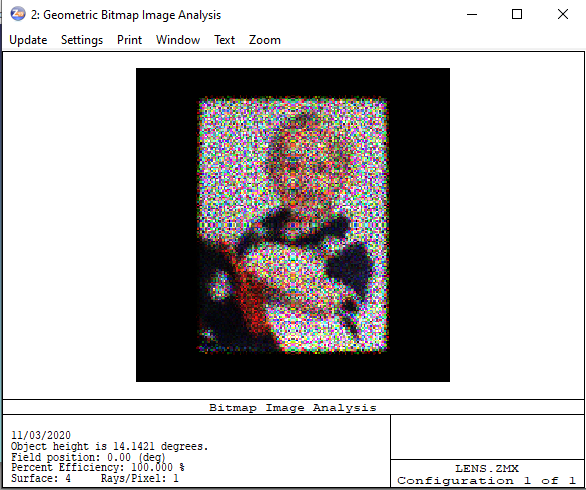 2: Geometric Bitmap Image Analysis
Update Settings Print Window Text Zoom
Bitmap Image Analysis
11/03/2020
Object height is 14.1421 degrees.
Field position: 0.00 (deg)
Percent Efficiency: 100.000 %
Surface: 4 Rays/Pixel: 1
LENS.ZMX
Configuration 1 of 1